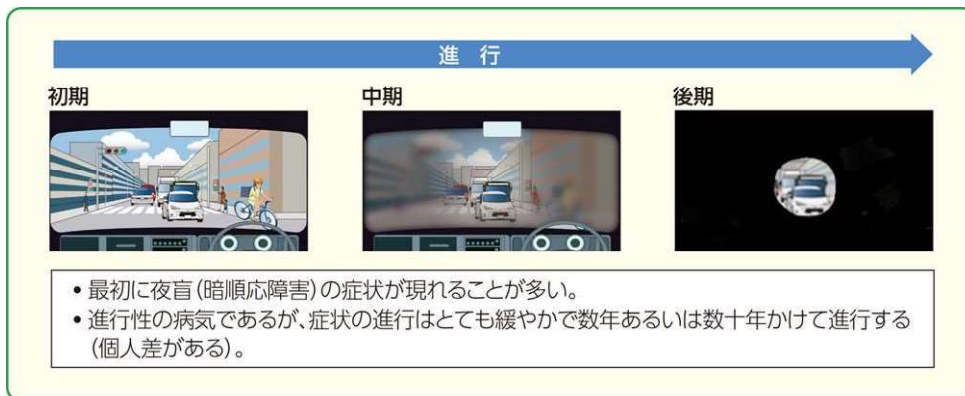 進 行
初期
中期
後期
• 最初に夜盲(暗順応障害)の症状が現れることが多い。
• 進行性の病気であるが、症状の進行はとても緩やかで数年あるいは数十年かけて進行する
(個人差がある)。